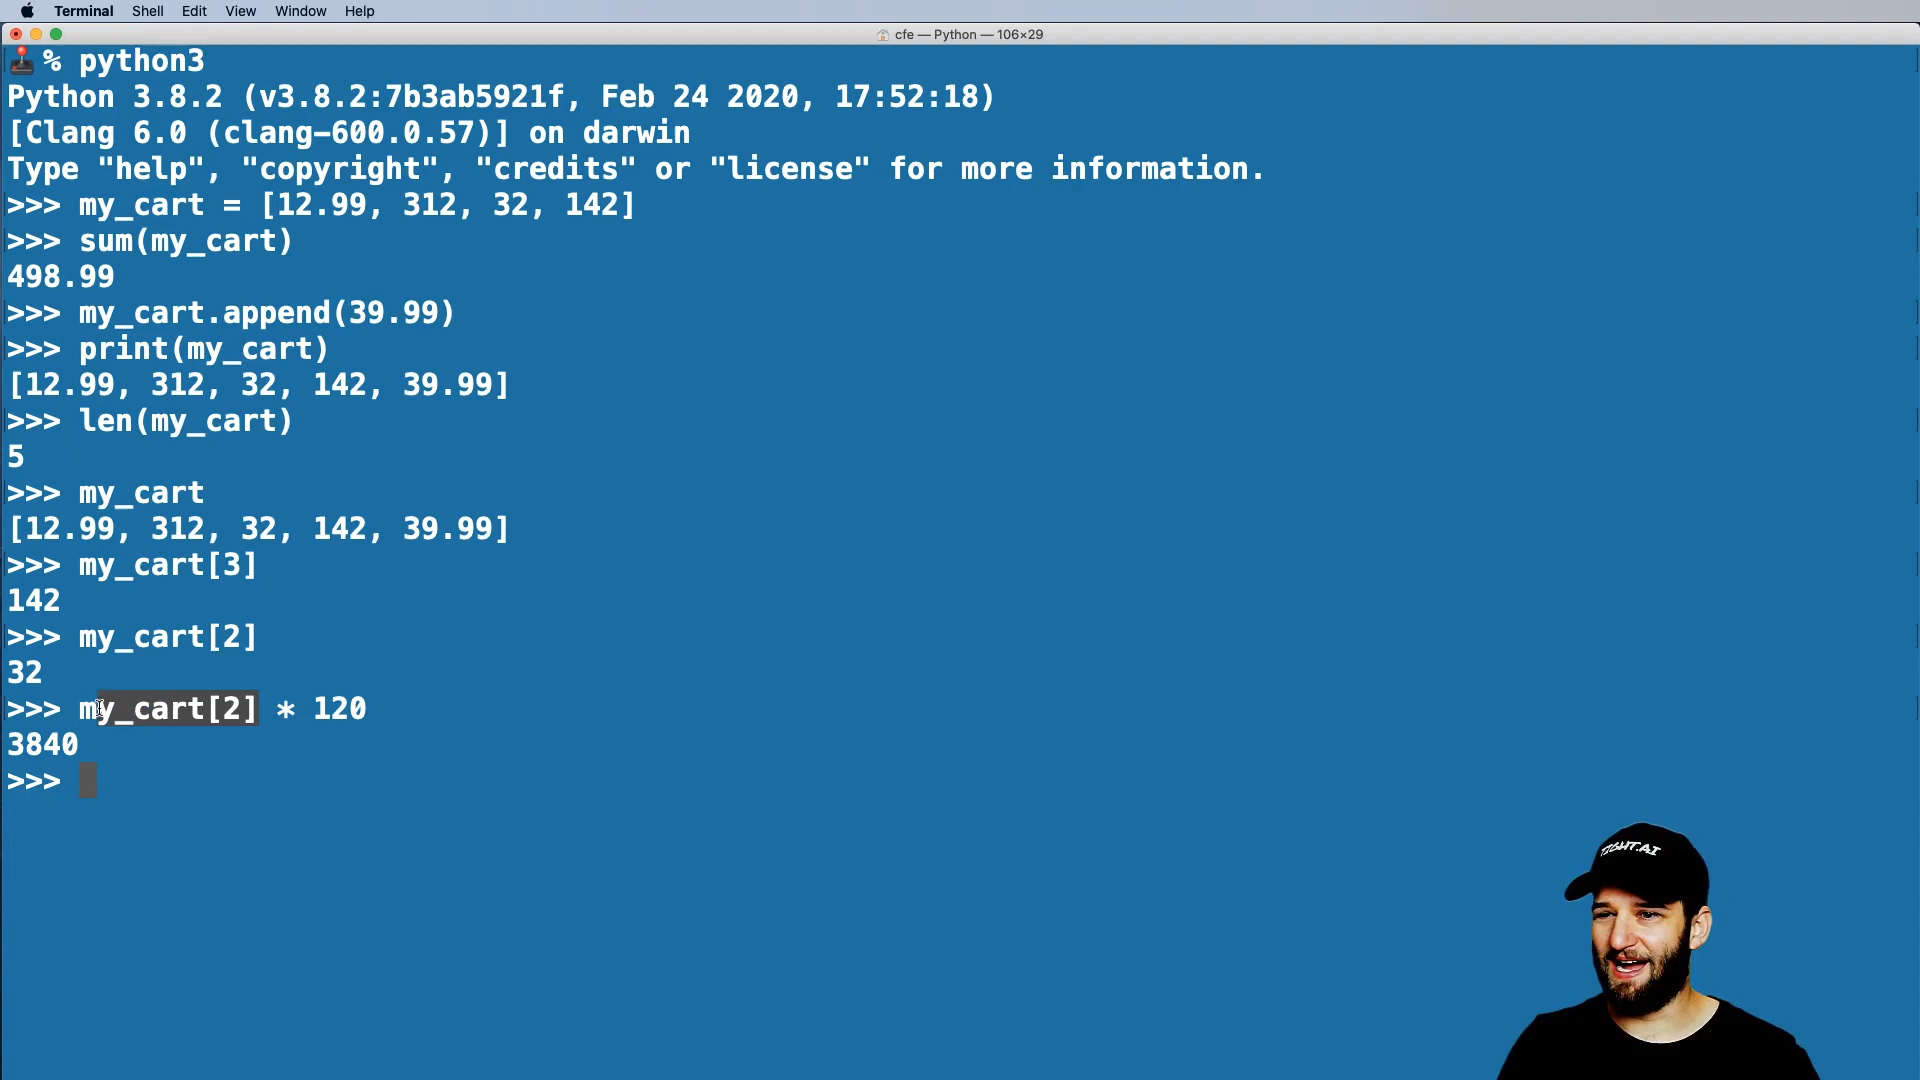 Terminal Shell Edit View Window Help
cfe — Python — 106×29
% python3
Python 3.8.2 (v3.8.2:7b3ab5921f, Feb 24 2020, 17:52:18)
[Clang 6.0 (clang-600.0.57)] on darwin
Type "help", "copyright", "credits" or "license" for more information.
>>> my_cart = [12.99, 312, 32, 142]
>>> sum(my_cart)
498.99
>>> my_cart.append(39.99)
>>> print(my_cart)
[12.99, 312, 32, 142, 39.99]
>>> len(my_cart)
5
>>> my_cart
[12.99, 312, 32, 142, 39.99]
>>> my_cart[3]
142
>>> my_cart[2]
32
>>> my_cart[2] * 120
3840
>>>